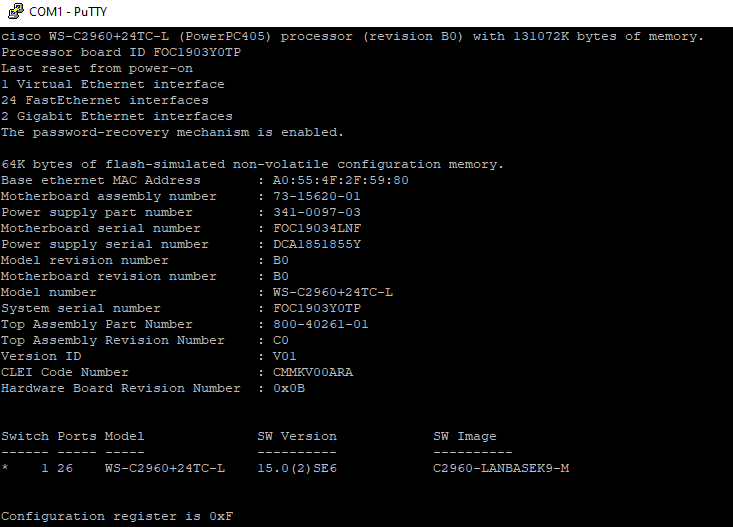 COM1 - PuTTY
cisco WS-C2960+24TC-L (PowerPC405) processor (revision B0) with 131072K bytes of memory.
Processor board ID FOC1903Y0TP
Last reset from power-on
1 Virtual Ethernet interface
24 FastEthernet interfaces
2 Gigabit Ethernet interfaces
The password-recovery mechanism is enabled.

64K bytes of flash-simulated non-volatile configuration memory.
Base ethernet MAC Address       : A0:55:4F:2F:59:80
Motherboard assembly number     : 73-15620-01
Power supply part number        : 341-0097-03
Motherboard serial number       : FOC19034LNF
Power supply serial number      : DCA1851855Y
Model revision number           : B0
Motherboard revision number     : B0
Model number                    : WS-C2960+24TC-L
System serial number            : FOC1903Y0TP
Top Assembly Part Number        : 800-40261-01
Top Assembly Revision Number    : C0
Version ID                      : V01
CLEI Code Number                : CMMKV00ARA
Hardware Board Revision Number  : 0x0B

Switch Ports Model              SW Version            SW Image
------ ----- -----              ----------            ----------
*    1 26    WS-C2960+24TC-L    15.0(2)SE6            C2960-LANBASEK9-M

Configuration register is 0xF